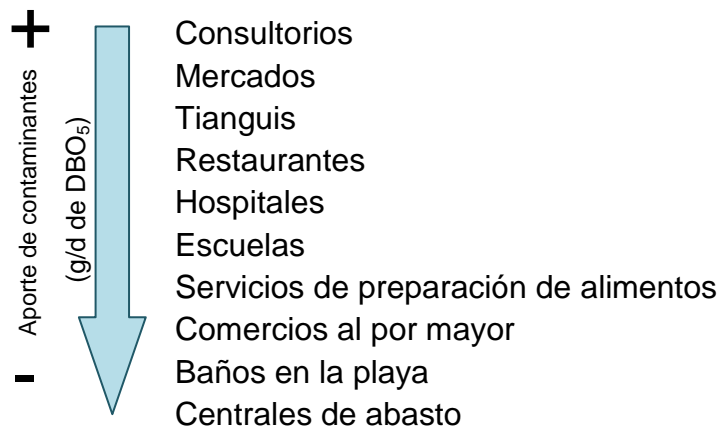 +
Aporte de contaminantes
(g/d de DBO₅)
-
Consultorios
Mercados
Tianguis
Restaurantes
Hospitales
Escuelas
Servicios de preparación de alimentos
Comercios al por mayor
Baños en la playa
Centrales de abasto